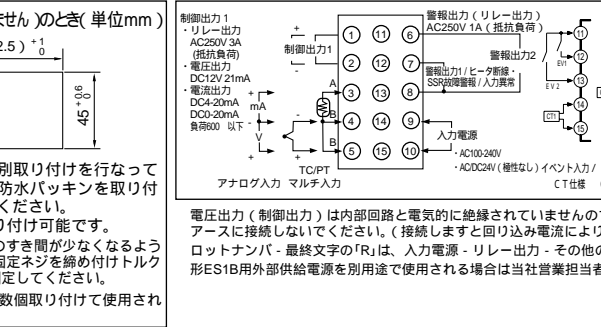 ません )のとき( 単位mm )
2.5 ) +1 0
45 +0.6 0
別取り付けを行なって
防水パッキンを取り付
ください。
り付け可能です。
のすき間が少なくなるよう
固定ネジを締め付けトルク
固定してください。
数個取り付けて使用され
制御出力 1
・リレー出力
AC250V 3A
(抵抗負荷)
・電圧出力
DC12V 21mA
・電流出力
DC4-20mA
DC0-20mA
負荷600 以下
+
制御出力1
-
+
mA
-
V
+
-
+
A
B
B
TC/PT
アナログ入力 マルチ入力
1 11 6
2 12 7
3 13 8
4 14 9
5 15 10
警報出力 ( リレー出力 )
AC250V 1A ( 抵抗負荷 )
警報出力2
警報出力1 / ヒータ断線・
SSR故障警報 / 入力異常
入力電源
・AC100-240V
・AC/DC24V ( 極性なし )
イベント入力 /
CT仕様
EV1
EV 2
CT1
11
12
13
14
15
電圧出力 ( 制御出力 ) は内部回路と電気的に絶縁されていませんの
アースに接続しないでください。( 接続しますと回り込み電流により
ロットナンバ - 最終文字の「R」は、入力電源 - リレー出力 - その他の
形ES1B用外部供給電源を別用途で使用される場合は当社営業担当者